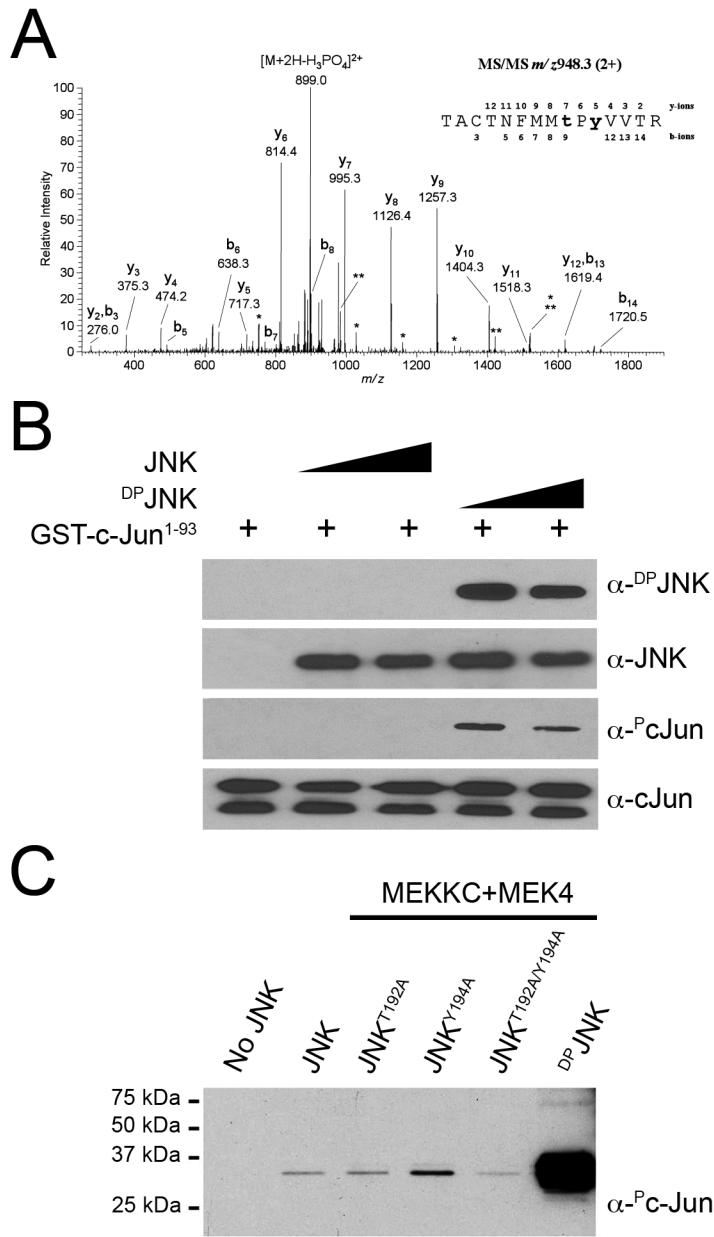 A
[M+2H-H₃PO₄]²⁺
899.0
MS/MS m/z948.3 (2+)
12 11 10 9 8 7 6 5 4 3 2 y-ions
T A C T N F M M t P y V V T R
3 5 6 7 8 9 12 13 14 b-ions
Relative Intensity
100
90
80
70
60
50
40
30
20
10
0
y₂,b₃
276.0
y₃
375.3
y₄
474.2
b₅
b₆
638.3
y₅
717.3
*
b₇
y₆
814.4
b₈
y₇
995.3
**
*
y₈
1126.4
*
y₉
1257.3
*
y₁₀
1404.3
**
y₁₁
1518.3
*
**
y₁₂,b₁₃
1619.4
b₁₄
1720.5
400 600 800 1000 1200 1400 1600 1800
m/z
B
JNK
ᴰᴾJNK
GST-c-Jun¹⁻⁹³ + + + + +
α-ᴰᴾJNK
α-JNK
α-ᴾcJun
α-cJun
C
MEKKC+MEK4
No JNK
JNK
JNKᵀ¹⁹²ᴬ
JNKʸ¹⁹⁴ᴬ
JNKᵀ¹⁹²ᴬ/ʸ¹⁹⁴ᴬ
ᴰᴾJNK
75 kDa
50 kDa
37 kDa
25 kDa
α-ᴾc-Jun